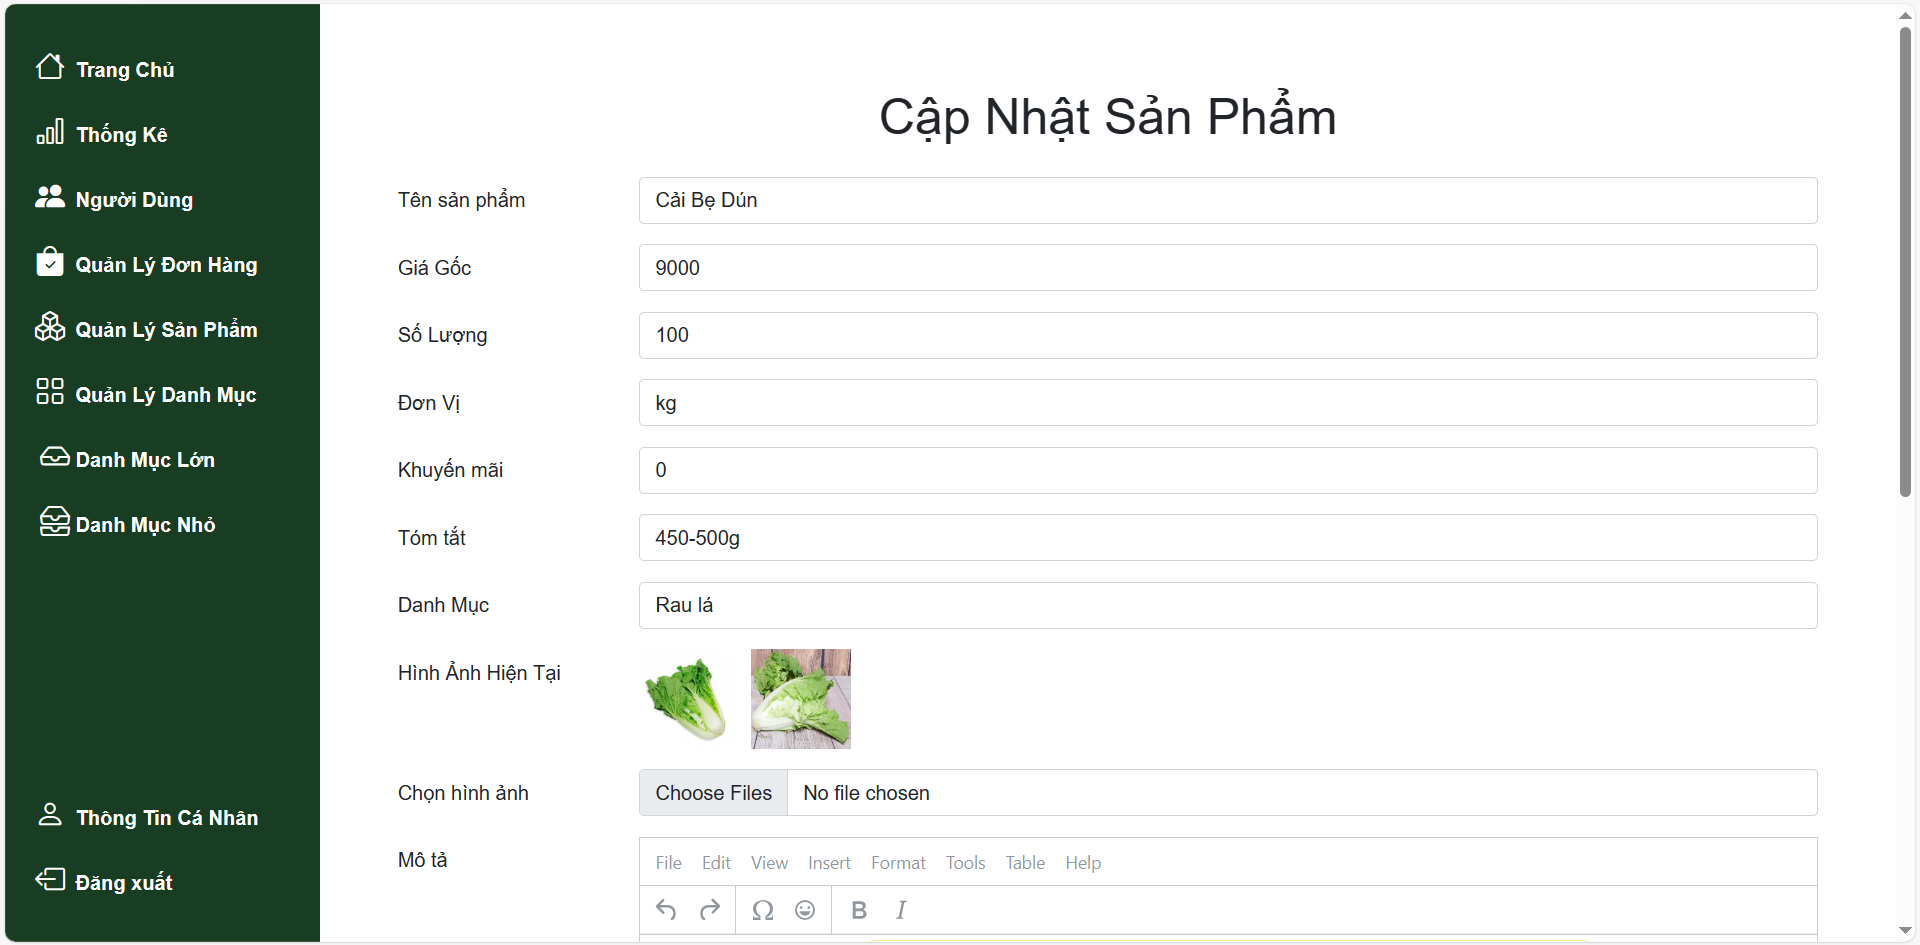 Trang Chủ
Thống Kê
Người Dùng
Quản Lý Đơn Hàng
Quản Lý Sản Phẩm
Quản Lý Danh Mục
Danh Mục Lớn
Danh Mục Nhỏ
Thông Tin Cá Nhân
Đăng xuất
Cập Nhật Sản Phẩm
Tên sản phẩm Cải Bẹ Dún
Giá Gốc 9000
Số Lượng 100
Đơn Vị kg
Khuyến mãi 0
Tóm tắt 450-500g
Danh Mục Rau lá
Hình Ảnh Hiện Tại
Chọn hình ảnh Choose Files No file chosen
Mô tả File Edit View Insert Format Tools Table Help
B I